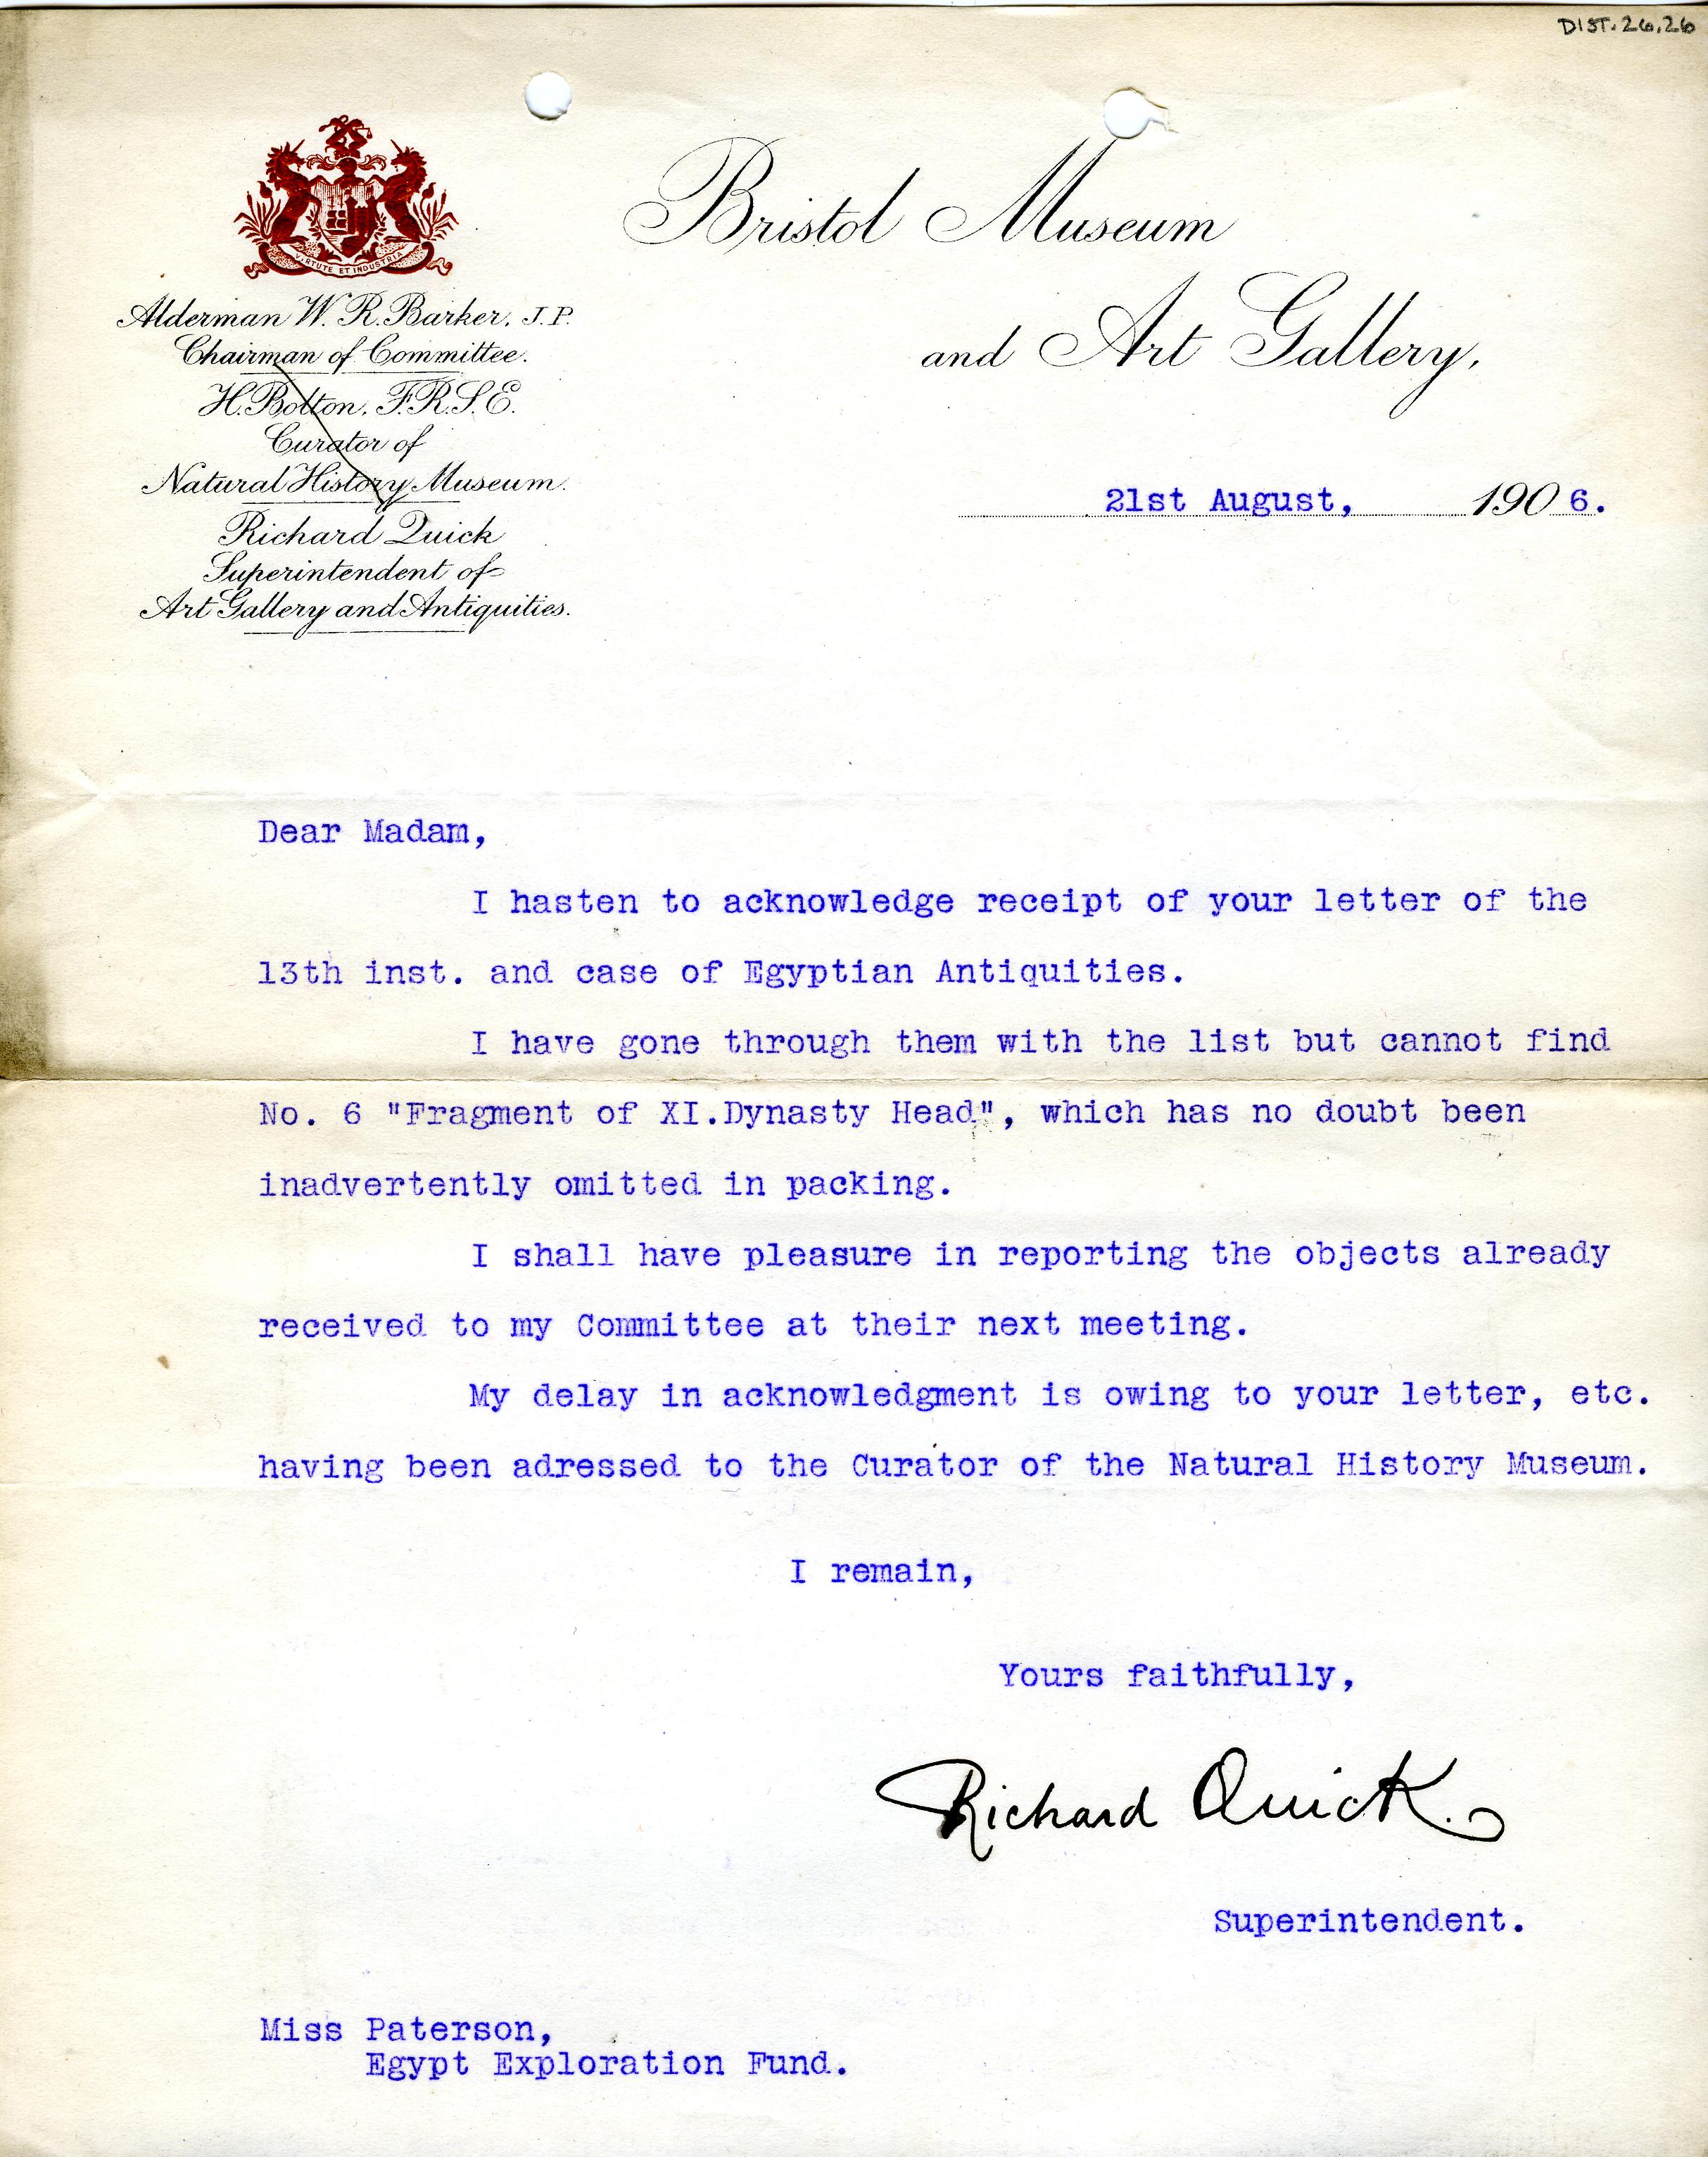 DIST.26.26
VIRTUTE ET INDUSTRIA
Bristol Museum
and Art Gallery,
Alderman W. R. Barker, J.P.
Chairman of Committee.
H. Bolton, F.R.S.E.
Curator of
Natural History Museum.
Richard Quick
Superintendent of
Art Gallery and Antiquities.
21st August, 1906.
Dear Madam,
I hasten to acknowledge receipt of your letter of the
13th inst. and case of Egyptian Antiquities.
I have gone through them with the list but cannot find
No. 6 "Fragment of XI.Dynasty Head", which has no doubt been
inadvertently omitted in packing.
I shall have pleasure in reporting the objects already
received to my Committee at their next meeting.
My delay in acknowledgment is owing to your letter, etc.
having been adressed to the Curator of the Natural History Museum.
I remain,
Yours faithfully,
Richard Quick.
Superintendent.
Miss Paterson,
Egypt Exploration Fund.